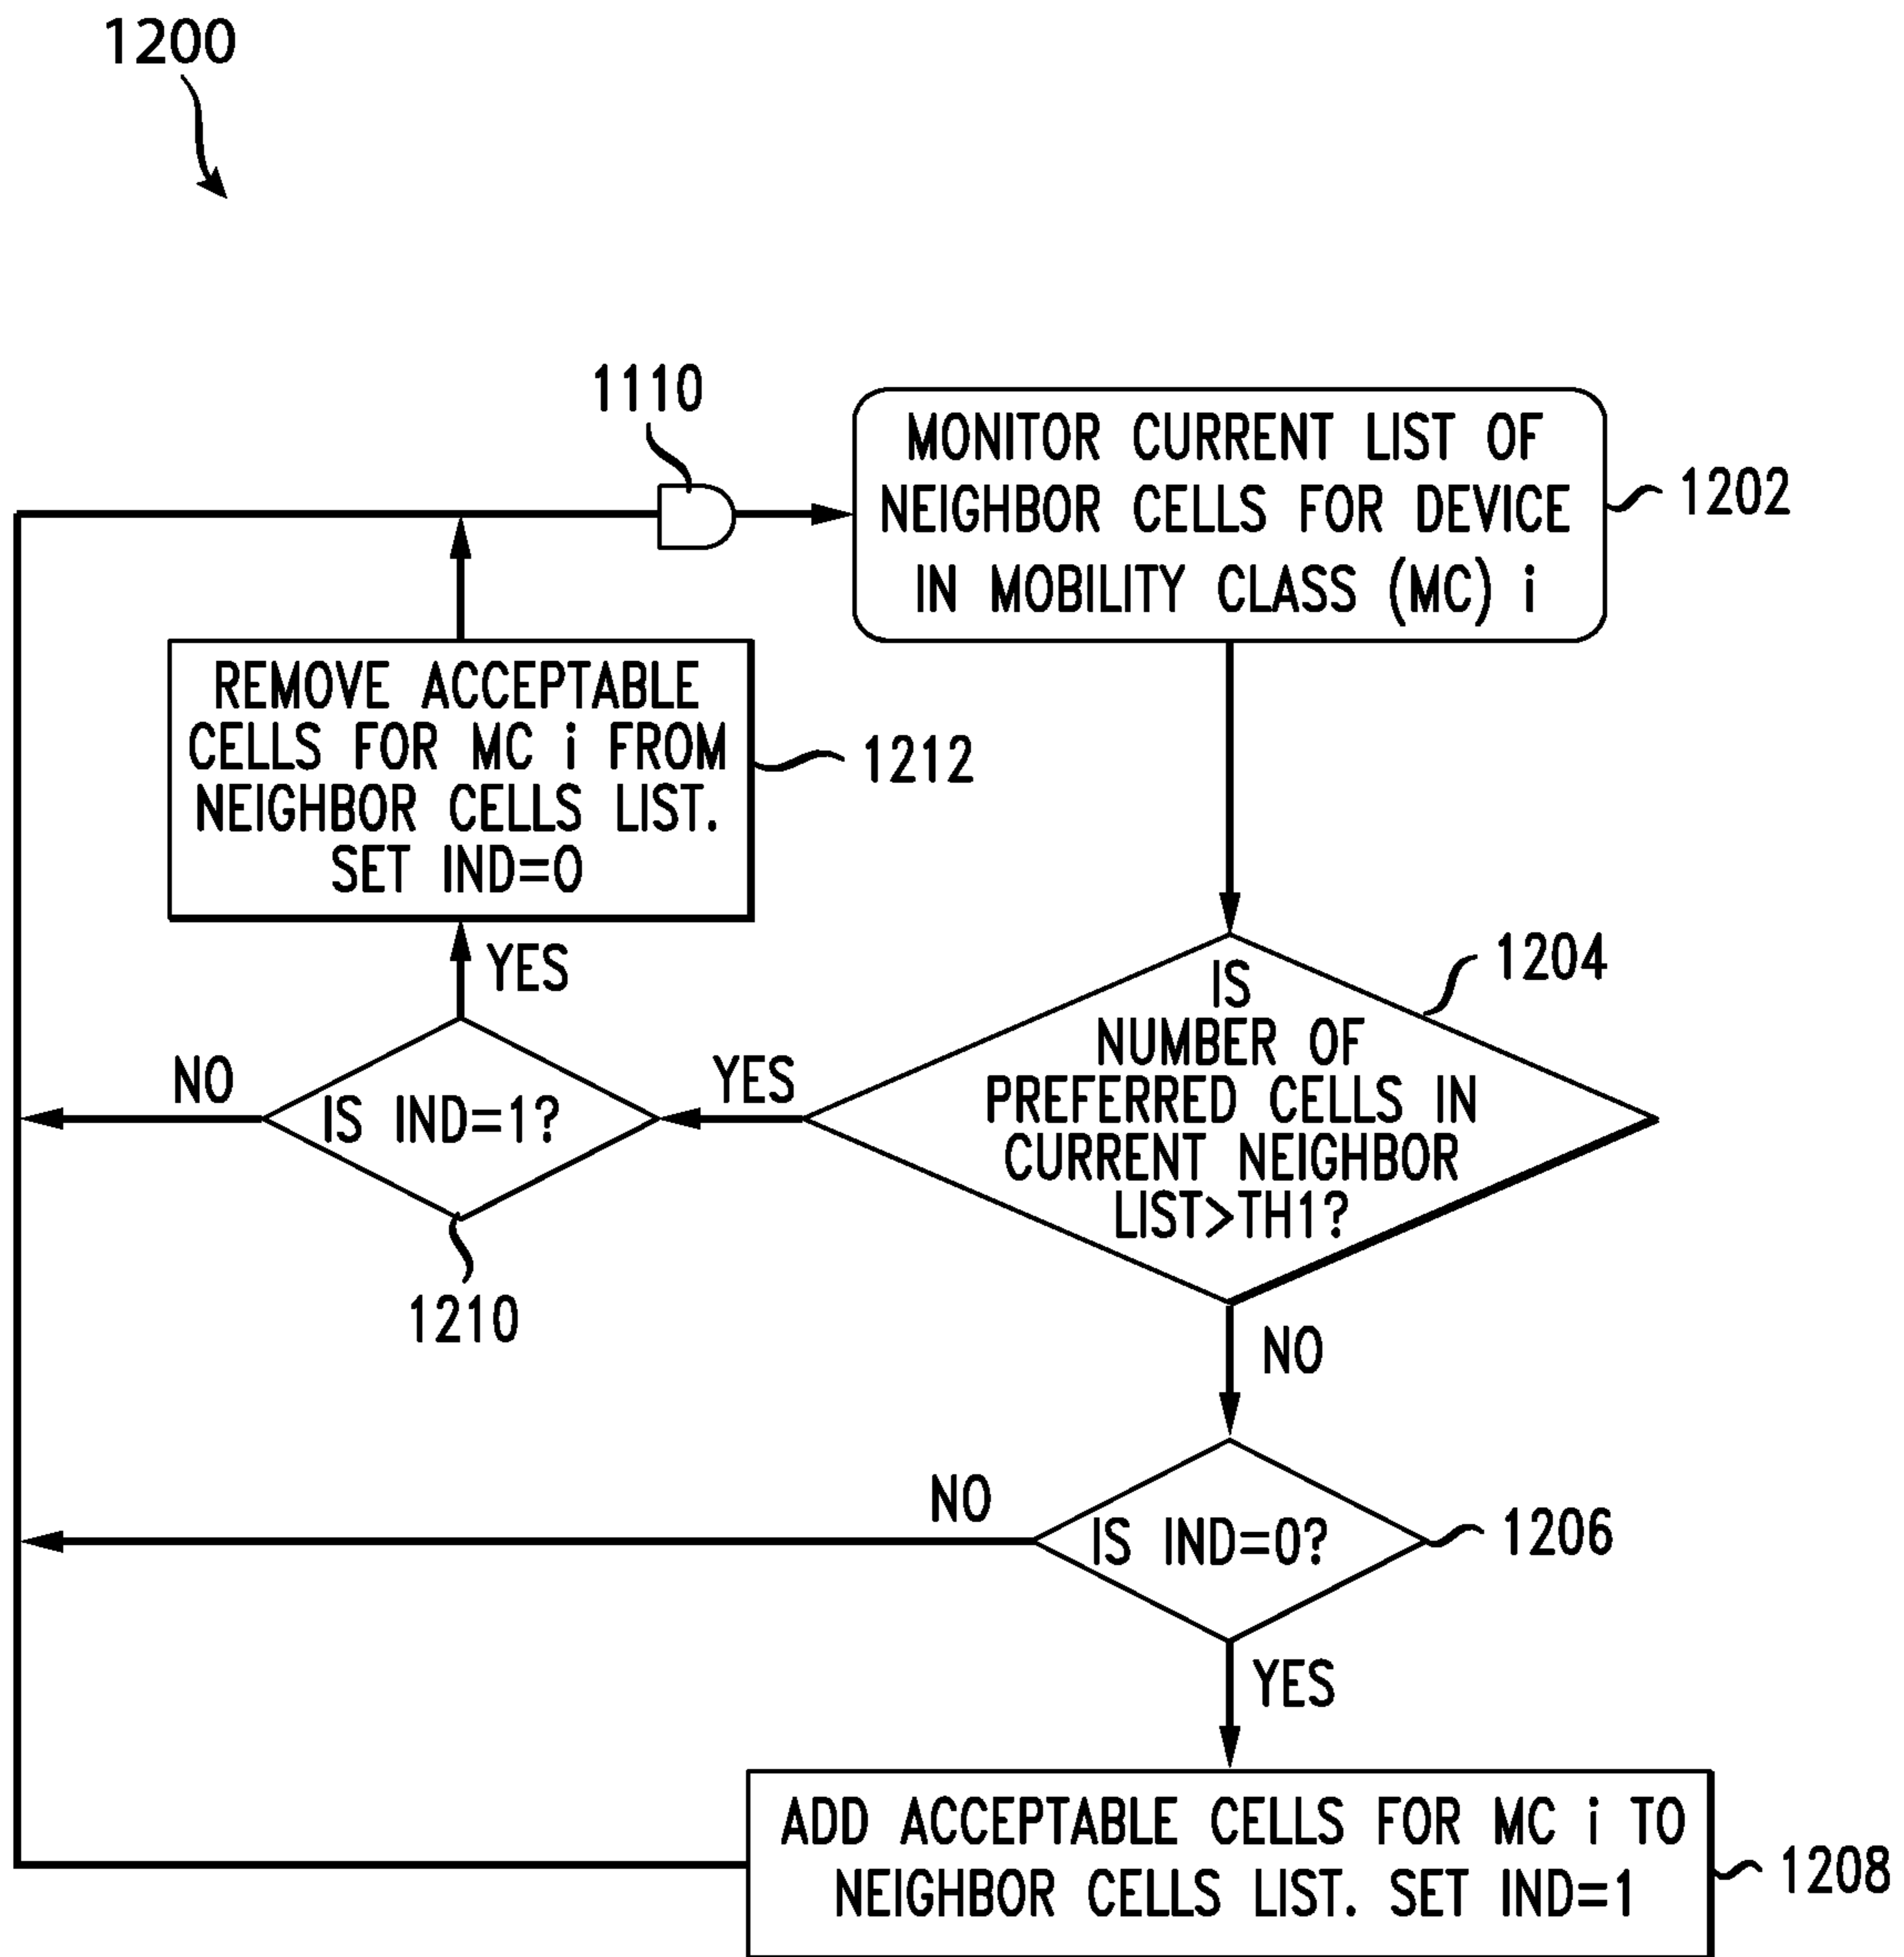 1200
1110
MONITOR CURRENT LIST OF
NEIGHBOR CELLS FOR DEVICE
IN MOBILITY CLASS (MC) i
1202
REMOVE ACCEPTABLE
CELLS FOR MC i FROM
NEIGHBOR CELLS LIST.
SET IND=0
1212
YES
IS
NUMBER OF
PREFERRED CELLS IN
CURRENT NEIGHBOR
LIST>TH1?
1204
YES
NO
IS IND=1?
1210
NO
IS IND=0?
1206
NO
YES
ADD ACCEPTABLE CELLS FOR MC i TO
NEIGHBOR CELLS LIST. SET IND=1
1208